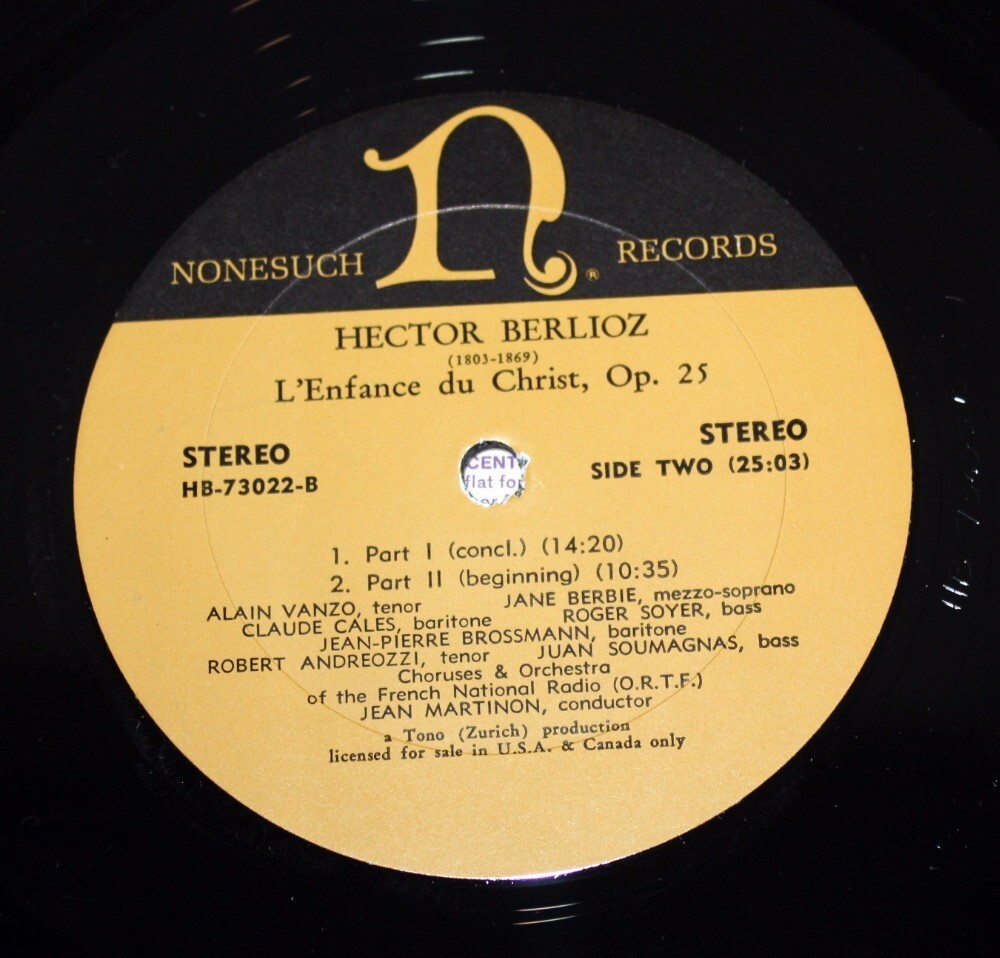 n
NONESUCH ® RECORDS
HECTOR BERLIOZ
(1803-1869)
L'Enfance du Christ, Op. 25
STEREO STEREO
HB-73022-B SIDE TWO (25:03)
CENT
flat for
1. Part I (concl.) (14:20)
2. Part II (beginning) (10:35)
ALAIN VANZO, tenor JANE BERBIE, mezzo-soprano
CLAUDE CALES, baritone ROGER SOYER, bass
JEAN-PIERRE BROSSMANN, baritone
ROBERT ANDREOZZI, tenor JUAN SOUMAGNAS, bass
Choruses & Orchestra
of the French National Radio (O.R.T.F.)
JEAN MARTINON, conductor
a Tono (Zurich) production
licensed for sale in U.S.A. & Canada only